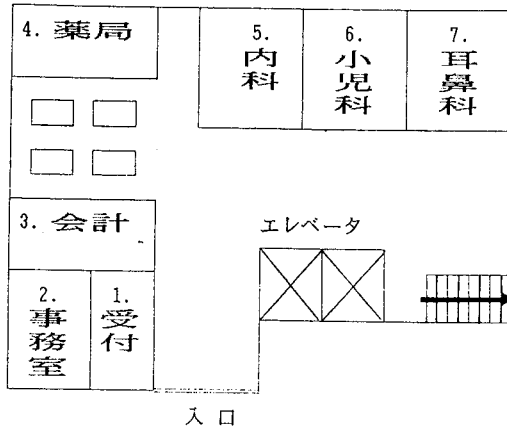 4. 薬局
5. 内科
6. 小児科
7. 耳鼻科
3. 会計
エレベータ
2. 事務室
1. 受付
入口